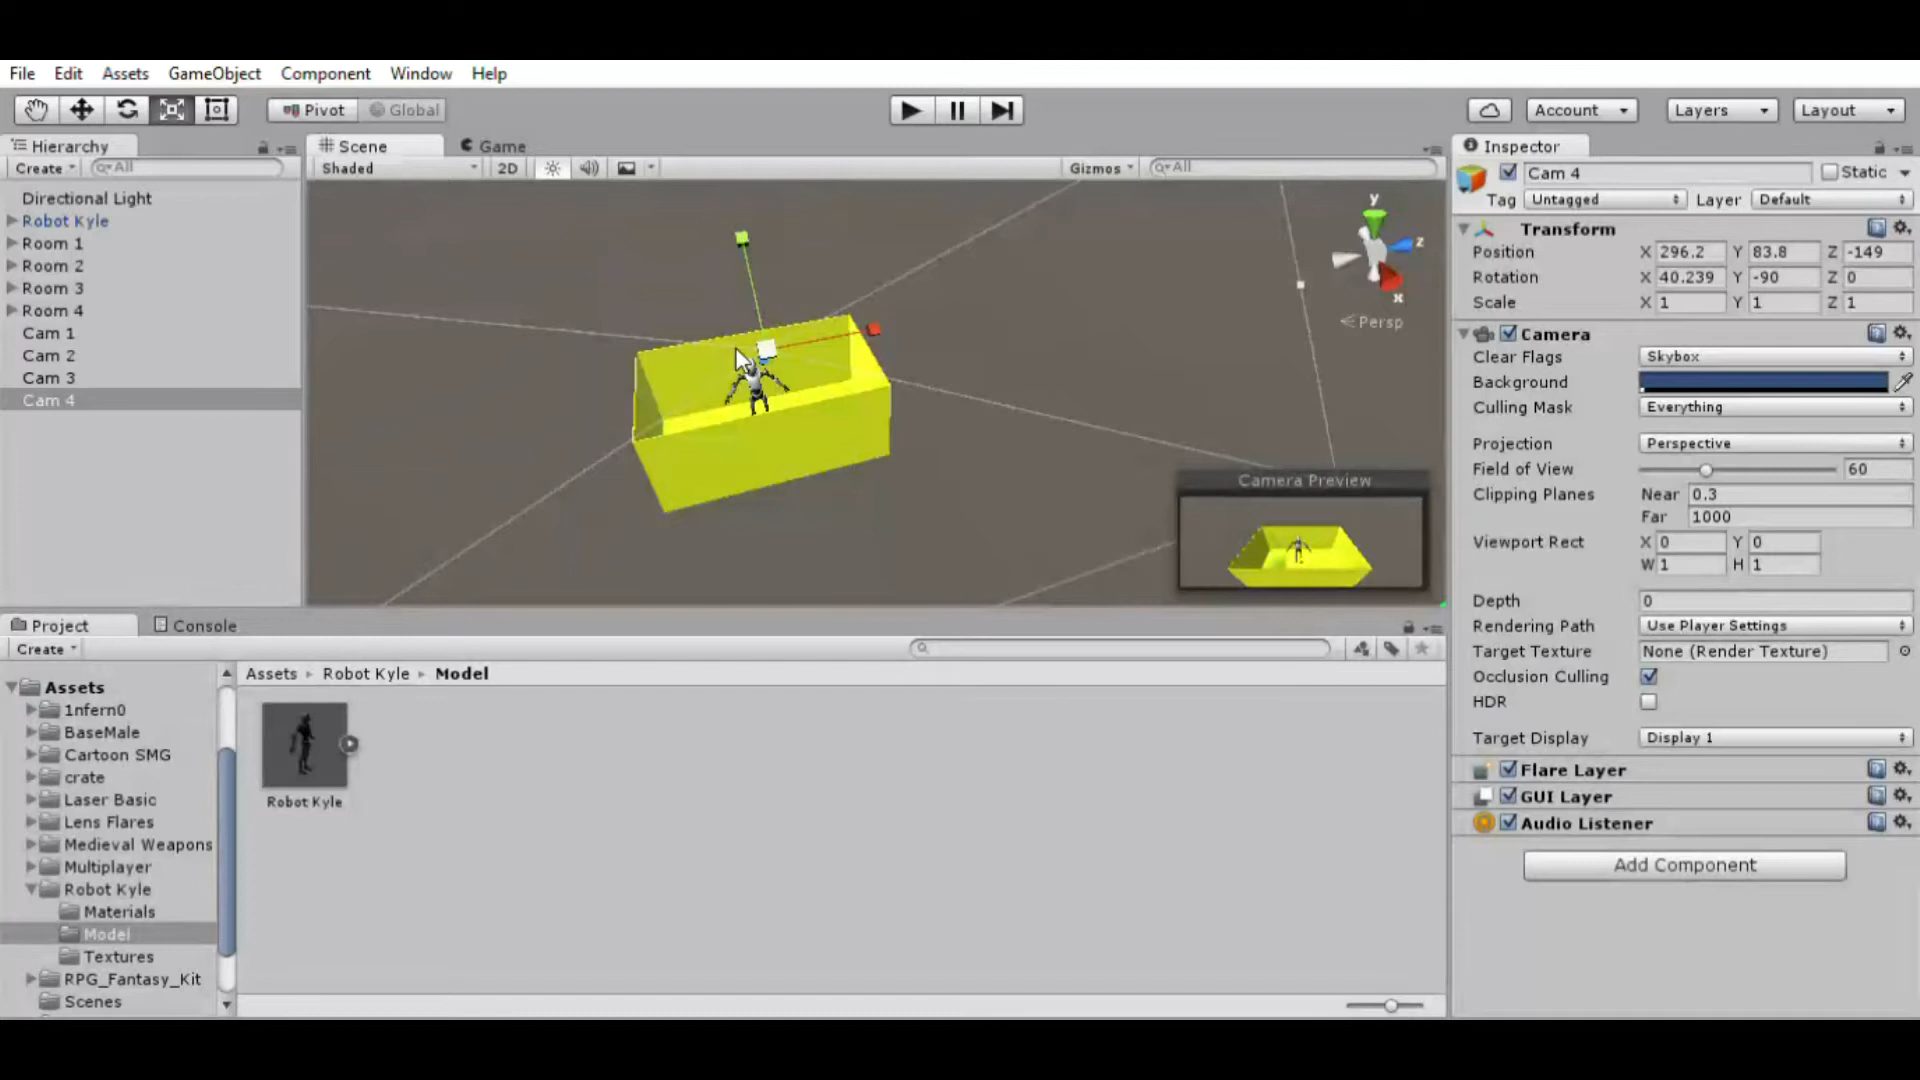 File Edit Assets GameObject Component Window Help
Pivot Global Account Layers Layout
Hierarchy
Create All
Directional Light
Robot Kyle
Room 1
Room 2
Room 3
Room 4
Cam 1
Cam 2
Cam 3
Cam 4
Scene Game
Shaded 2D Gizmos All
y
z
x
Persp
Camera Preview
Inspector
Cam 4 Static
Tag Untagged Layer Default
Transform
Position X 296.2 Y 83.8 Z -149
Rotation X 40.239 Y -90 Z 0
Scale X 1 Y 1 Z 1
Camera
Clear Flags Skybox
Background
Culling Mask Everything
Projection Perspective
Field of View 60
Clipping Planes Near 0.3
Far 1000
Viewport Rect X 0 Y 0
W 1 H 1
Depth 0
Rendering Path Use Player Settings
Target Texture None (Render Texture)
Occlusion Culling
HDR
Target Display Display 1
Flare Layer
GUI Layer
Audio Listener
Add Component
Project Console
Create
Assets
1nfern0
BaseMale
Cartoon SMG
crate
Laser Basic
Lens Flares
Medieval Weapons
Multiplayer
Robot Kyle
Materials
Model
Textures
RPG_Fantasy_Kit
Scenes
Assets Robot Kyle Model
Robot Kyle